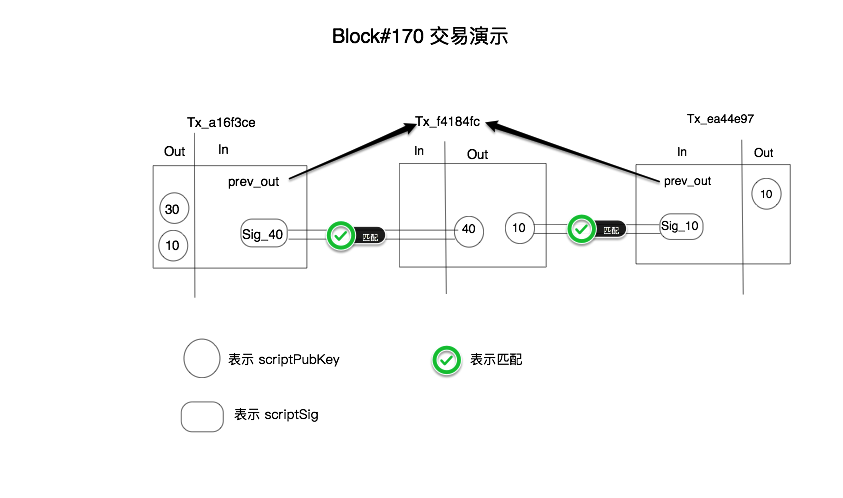 Block#170 交易演示
Tx_a16f3ce
Out
In
prev_out
30
10
Sig_40
匹配
Tx_f4184fc
In
Out
40
10
匹配
Tx_ea44e97
In
Out
prev_out
Sig_10
10
表示 scriptPubKey
表示匹配
表示 scriptSig